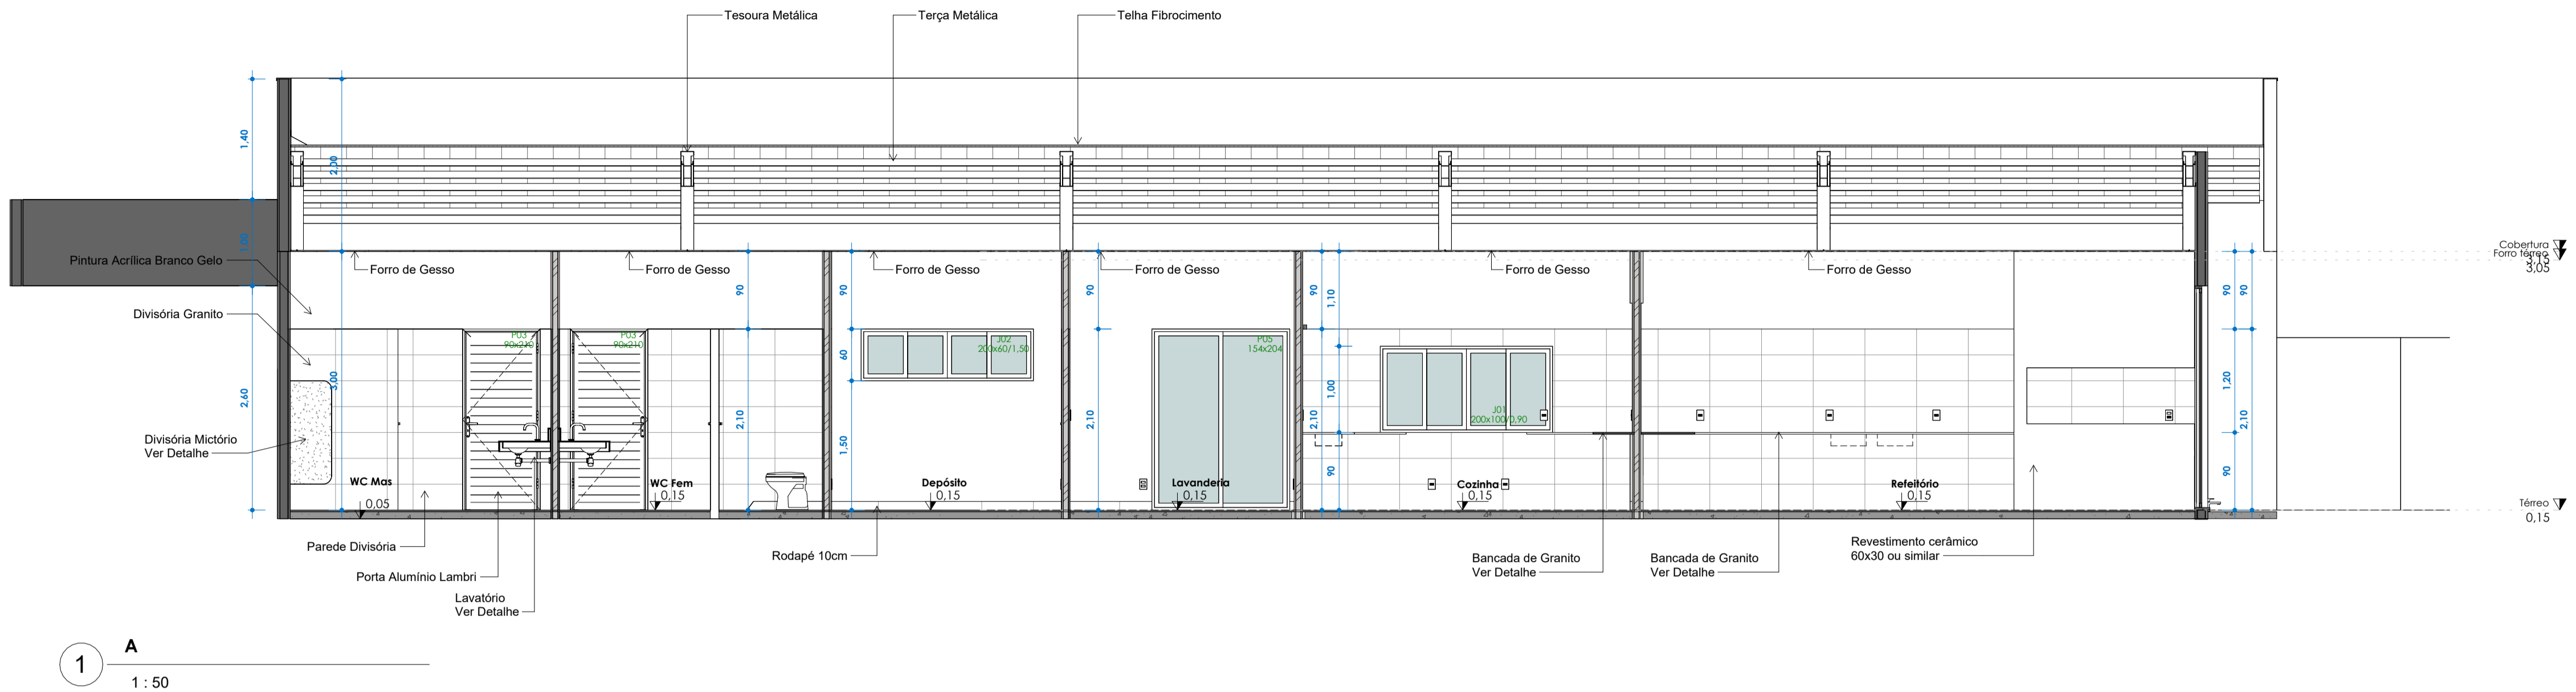 Tesoura Metálica
Terça Metálica
Telha Fibrocimento
1,40
2,00
1,00
Pintura Acrílica Branco Gelo
Forro de Gesso
Forro de Gesso
Forro de Gesso
Forro de Gesso
Forro de Gesso
Forro de Gesso
Cobertura
3,15
Forro térreo
3,05
90
90
90
90
1,10
90
90
Divisória Granito
P03
90x210
P03
90x210
J02
200x60/1,50
P05
154x204
60
3,00
2,60
1,00
1,20
J01
200x100/0,90
2,10
2,10
2,10
2,10
Divisória Mictório
Ver Detalhe
1,50
90
90
WC Mas
0,05
WC Fem
0,15
Depósito
0,15
Lavanderia
0,15
Cozinha
0,15
Refeitório
0,15
Térreo
0,15
Parede Divisória
Rodapé 10cm
Bancada de Granito
Ver Detalhe
Bancada de Granito
Ver Detalhe
Revestimento cerâmico
60x30 ou similar
Porta Alumínio Lambri
Lavatório
Ver Detalhe
1
A
1 : 50